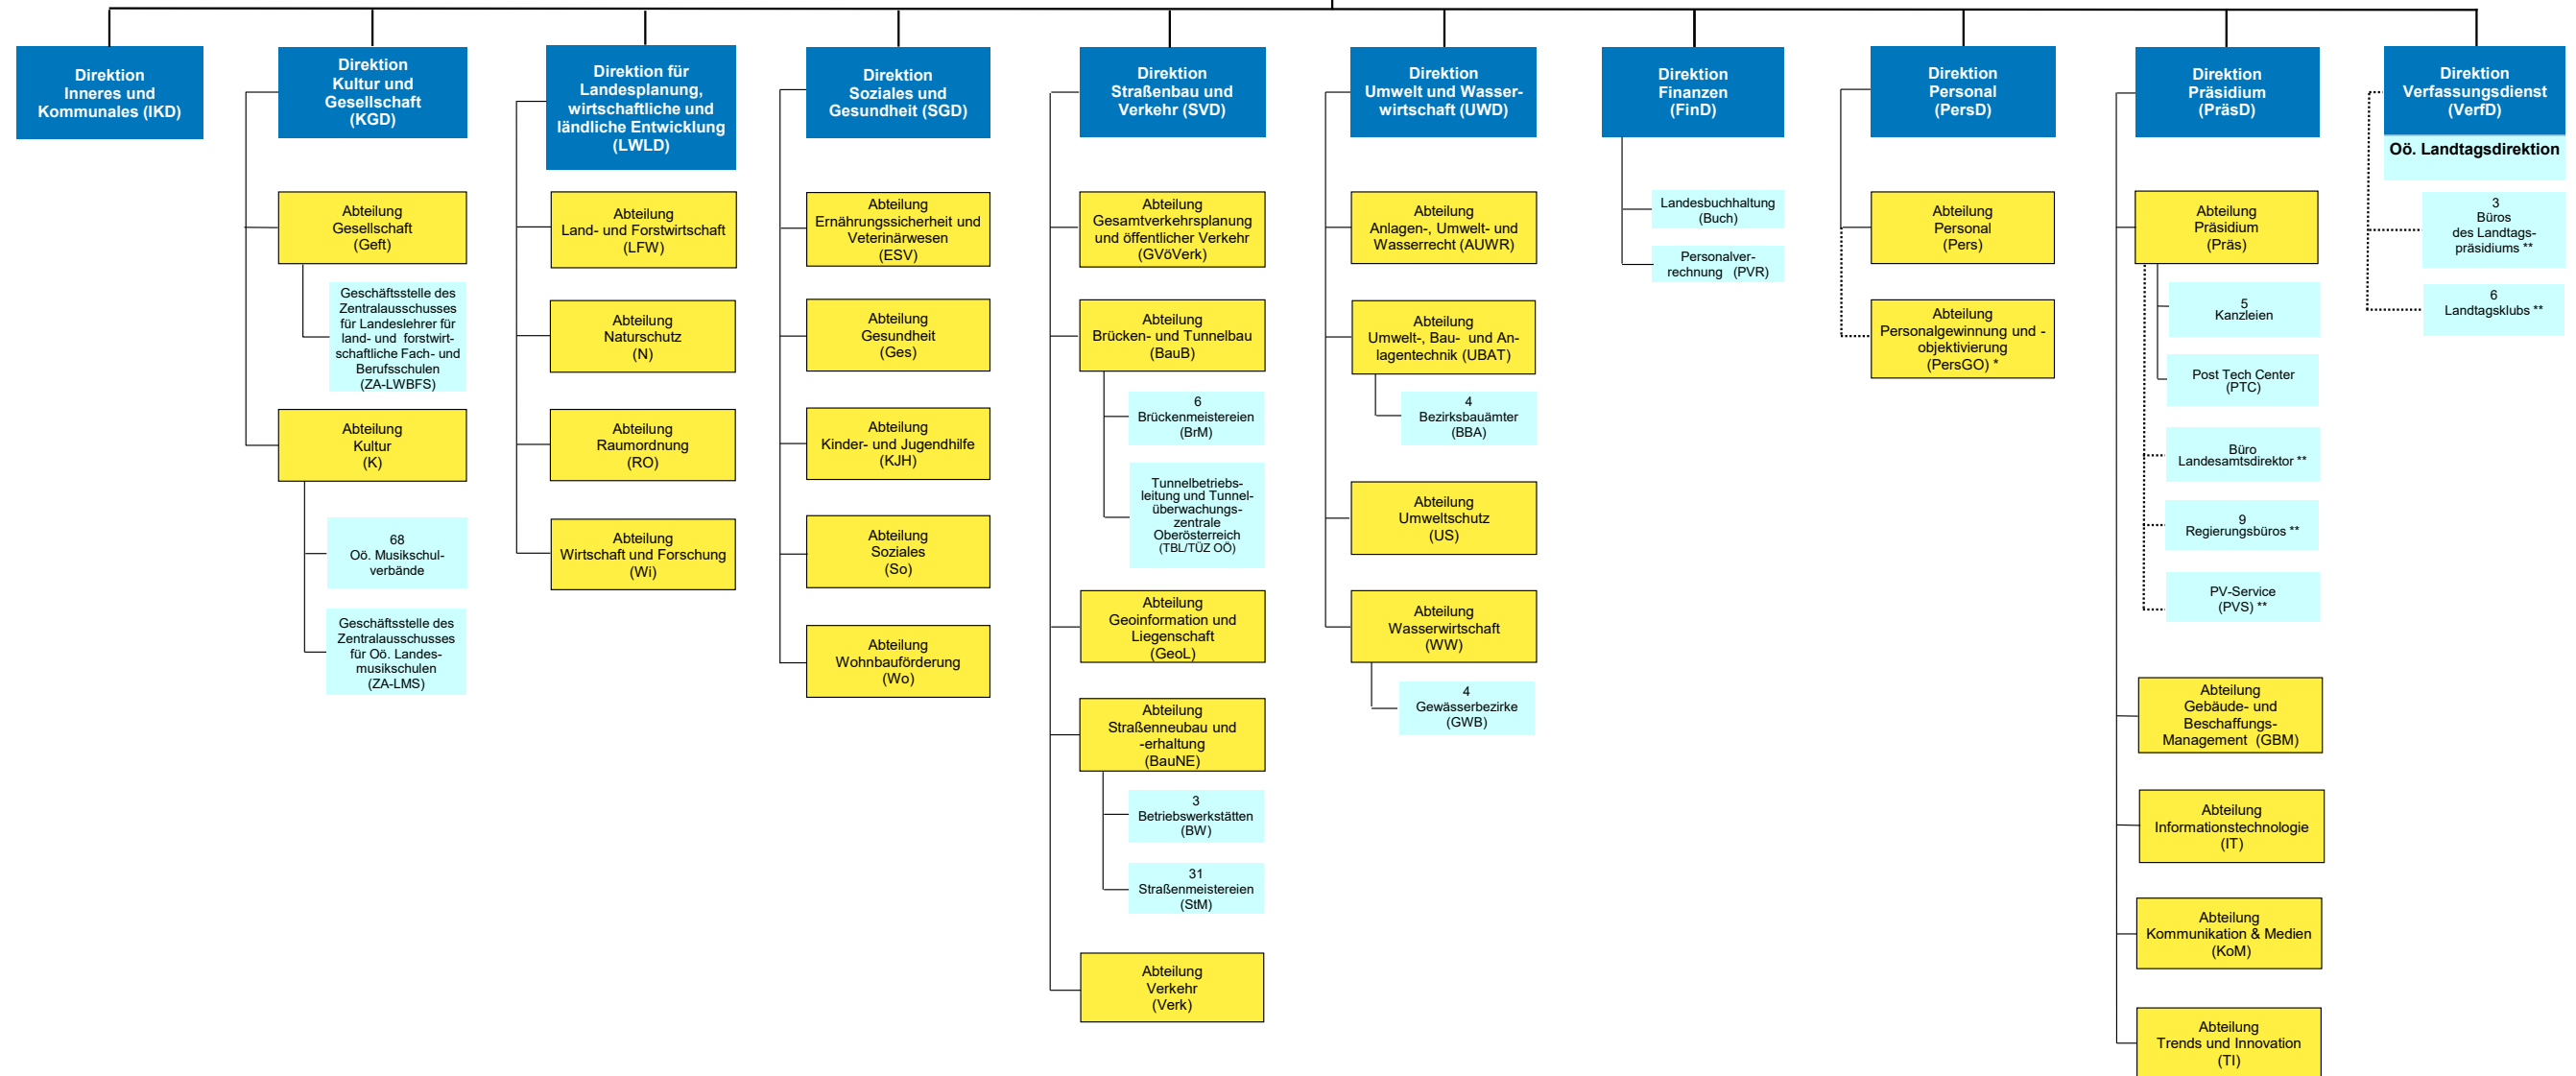 Direktion
Inneres und
Kommunales (IKD)
Direktion
Kultur und
Gesellschaft
(KGD)
Abteilung
Gesellschaft
(Geft)
Geschäftsstelle des
Zentralausschusses
für Landeslehrer für
land- und forstwirt-
schaftliche Fach- und
Berufsschulen
(ZA-LWBFS)
Abteilung
Kultur
(K)
68
Oö. Musikschul-
verbände
Geschäftsstelle des
Zentralausschusses
für Oö. Landes-
musikschulen
(ZA-LMS)
Direktion für
Landesplanung,
wirtschaftliche und
ländliche Entwicklung
(LWLD)
Abteilung
Land- und Forstwirtschaft
(LFW)
Abteilung
Naturschutz
(N)
Abteilung
Raumordnung
(RO)
Abteilung
Wirtschaft und Forschung
(Wi)
Direktion
Soziales und
Gesundheit (SGD)
Abteilung
Ernährungssicherheit und
Veterinärwesen
(ESV)
Abteilung
Gesundheit
(Ges)
Abteilung
Kinder- und Jugendhilfe
(KJH)
Abteilung
Soziales
(So)
Abteilung
Wohnbauförderung
(Wo)
Direktion
Straßenbau und
Verkehr (SVD)
Abteilung
Gesamtverkehrsplanung
und öffentlicher Verkehr
(GVöVerk)
Abteilung
Brücken- und Tunnelbau
(BauB)
6
Brückenmeistereien
(BrM)
Tunnelbetriebs-
leitung und Tunnel-
überwachungs-
zentrale
Oberösterreich
(TBL/TÜZ OÖ)
Abteilung
Geoinformation und
Liegenschaft
(GeoL)
Abteilung
Straßenneubau und
-erhaltung
(BauNE)
3
Betriebswerkstätten
(BW)
31
Straßenmeistereien
(StM)
Abteilung
Verkehr
(Verk)
Direktion
Umwelt und Wasser-
wirtschaft (UWD)
Abteilung
Anlagen-, Umwelt- und
Wasserrecht (AUWR)
Abteilung
Umwelt-, Bau- und An-
lagentechnik (UBAT)
4
Bezirksbauämter
(BBA)
Abteilung
Umweltschutz
(US)
Abteilung
Wasserwirtschaft
(WW)
4
Gewässerbezirke
(GWB)
Direktion
Finanzen
(FinD)
Landesbuchhaltung
(Buch)
Personalver-
rechnung (PVR)
Direktion
Personal
(PersD)
Abteilung
Personal
(Pers)
Abteilung
Personalgewinnung und -
objektivierung
(PersGO) *
Direktion
Präsidium
(PräsD)
Abteilung
Präsidium
(Präs)
5
Kanzleien
Post Tech Center
(PTC)
Büro
Landesamtsdirektor **
9
Regierungsbüros **
PV-Service
(PVS) **
Abteilung
Gebäude- und
Beschaffungs-
Management (GBM)
Abteilung
Informationstechnologie
(IT)
Abteilung
Kommunikation & Medien
(KoM)
Abteilung
Trends und Innovation
(TI)
Direktion
Verfassungsdienst
(VerfD)
Oö. Landtagsdirektion
3
Büros
des Landtags-
präsidiums **
6
Landtagsklubs **